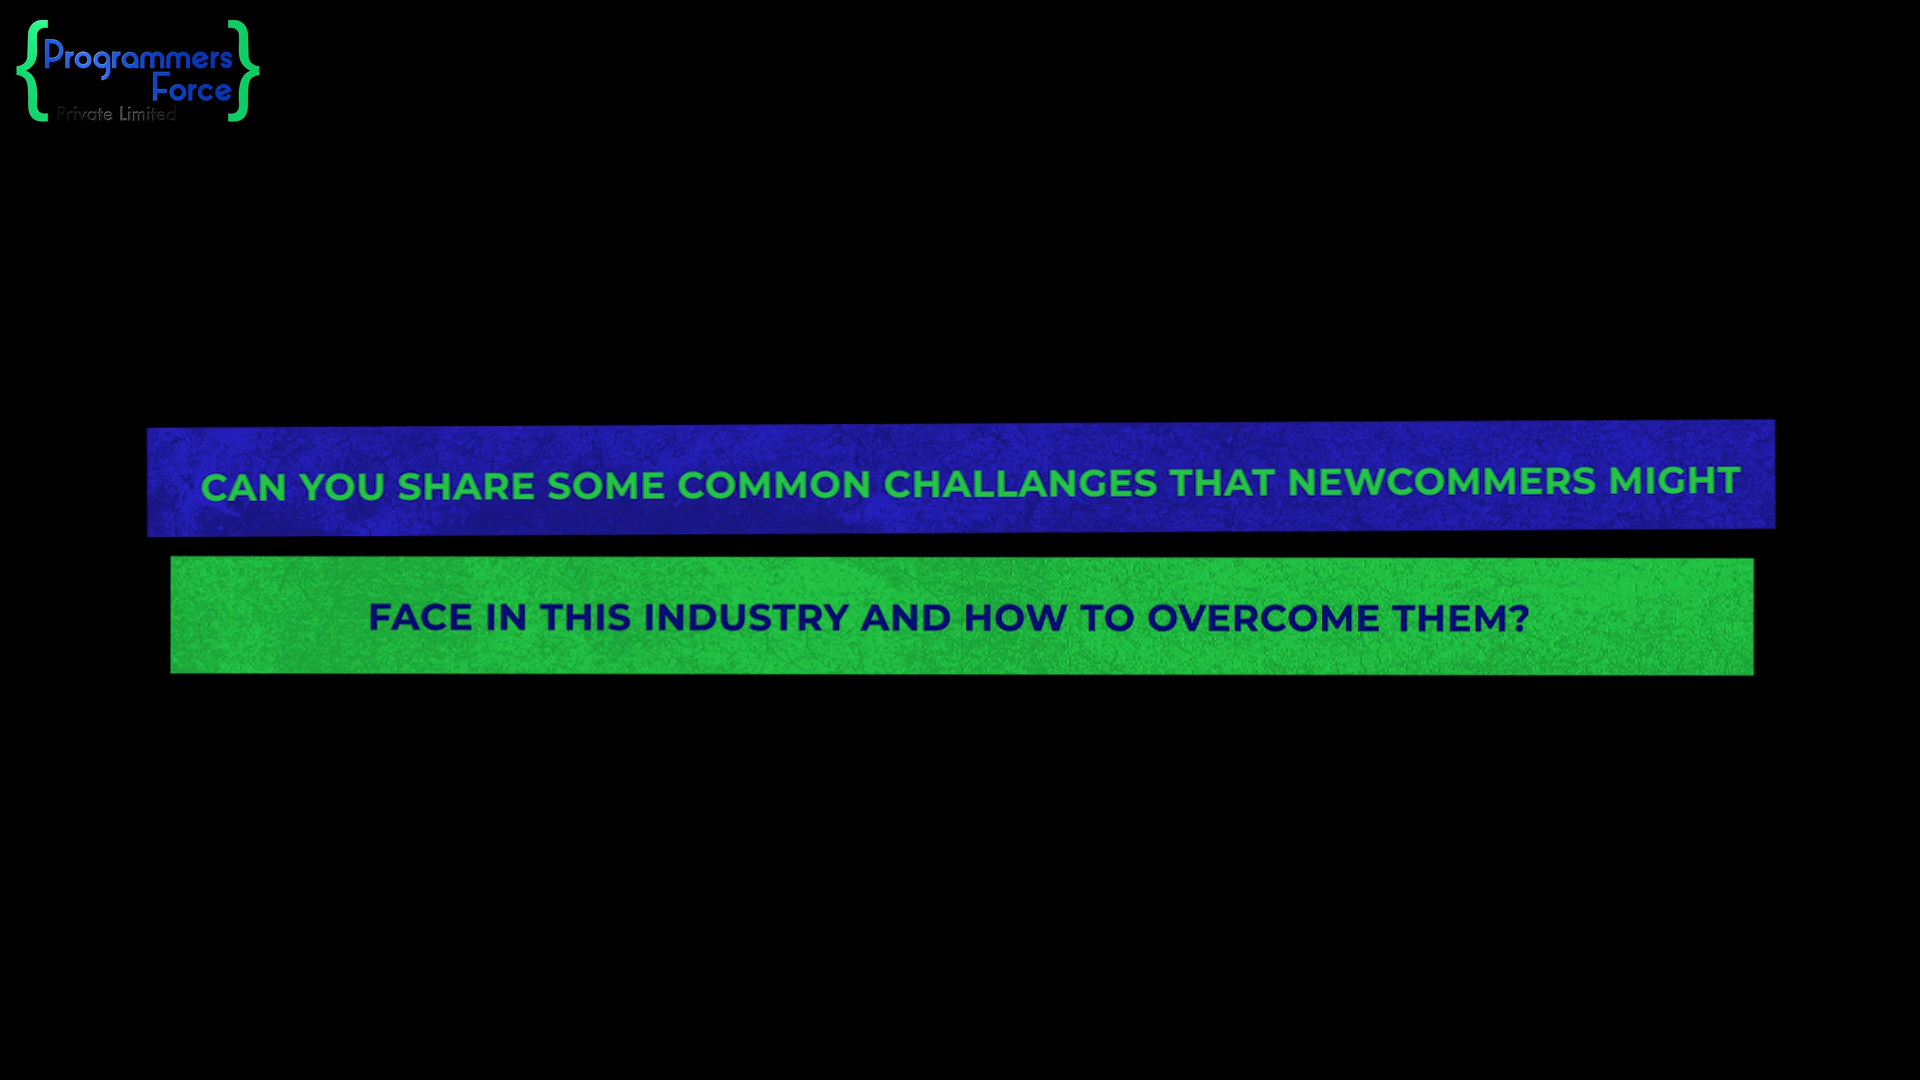 Programmers
Force
Private Limited
CAN YOU SHARE SOME COMMON CHALLANGES THAT NEWCOMMERS MIGHT
FACE IN THIS INDUSTRY AND HOW TO OVERCOME THEM?